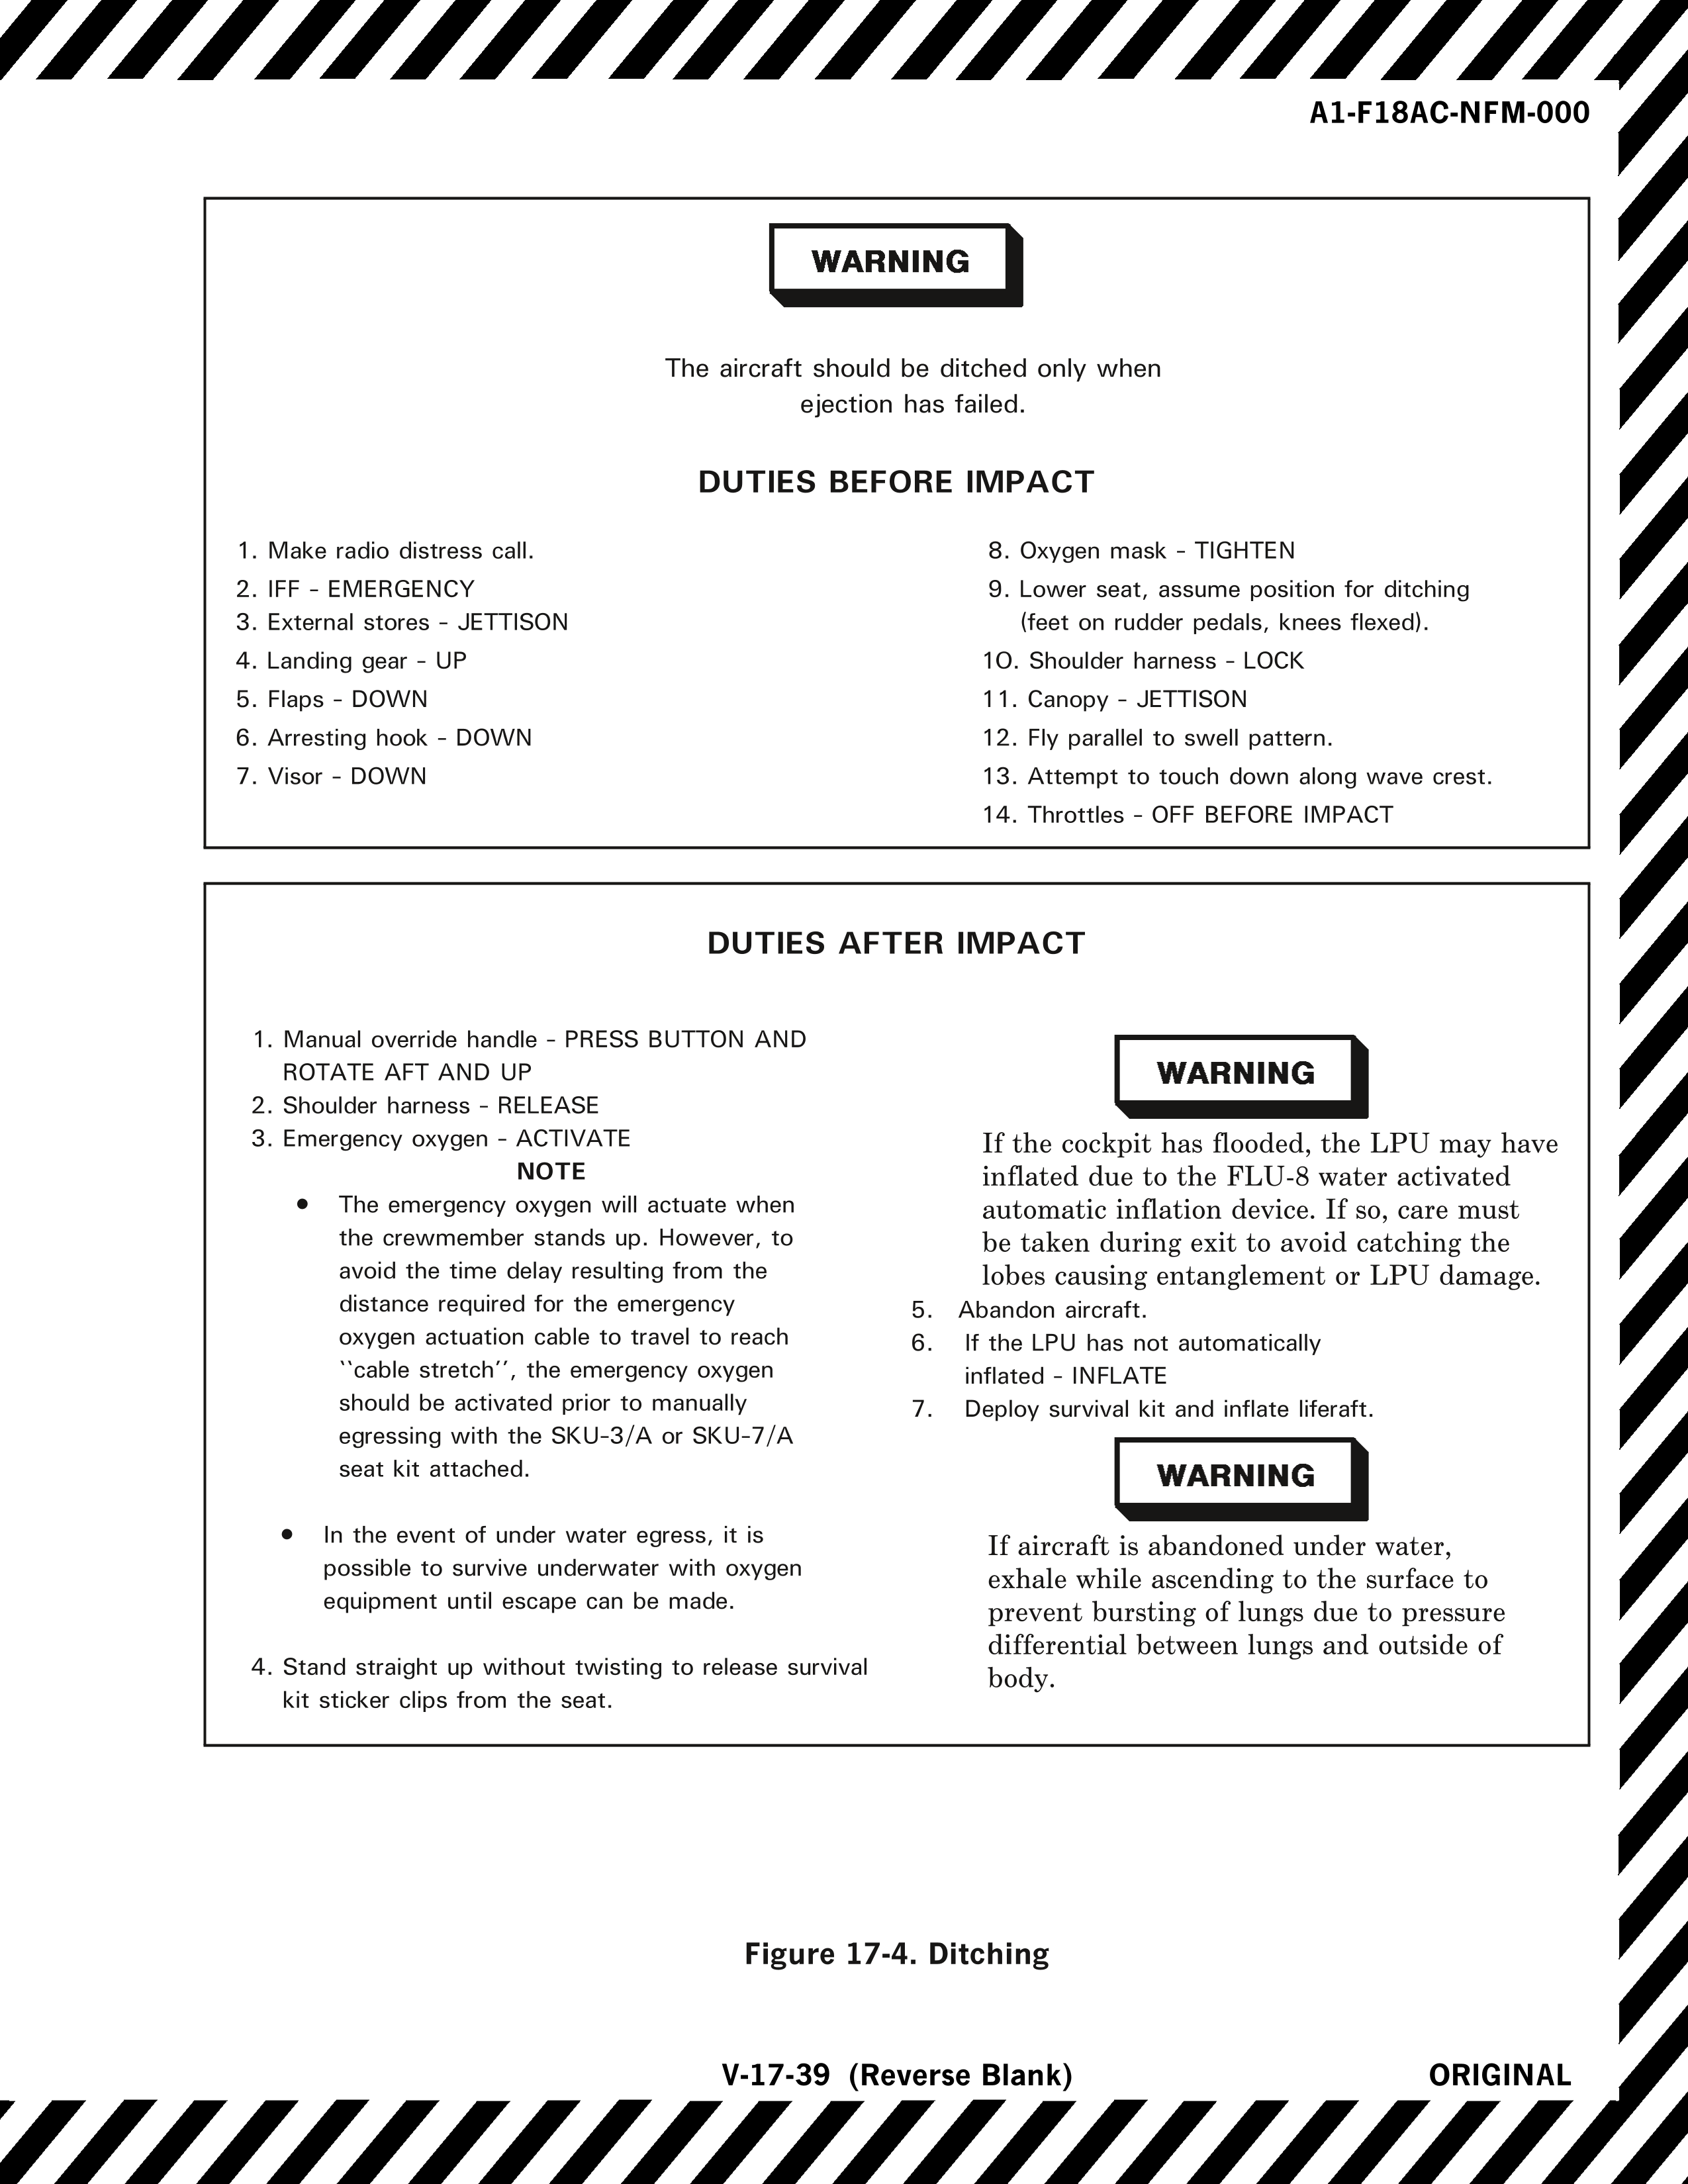 A1-F18AC-NFM-000
WARNING
The aircraft should be ditched only when
ejection has failed.
DUTIES BEFORE IMPACT
1. Make radio distress call.
2. IFF - EMERGENCY
3. External stores - JETTISON
4. Landing gear - UP
5. Flaps - DOWN
6. Arresting hook - DOWN
7. Visor - DOWN
8. Oxygen mask - TIGHTEN
9. Lower seat, assume position for ditching
(feet on rudder pedals, knees flexed).
10. Shoulder harness - LOCK
11. Canopy - JETTISON
12. Fly parallel to swell pattern.
13. Attempt to touch down along wave crest.
14. Throttles - OFF BEFORE IMPACT
DUTIES AFTER IMPACT
1. Manual override handle - PRESS BUTTON AND
ROTATE AFT AND UP
2. Shoulder harness - RELEASE
3. Emergency oxygen - ACTIVATE
NOTE
● The emergency oxygen will actuate when
the crewmember stands up. However, to
avoid the time delay resulting from the
distance required for the emergency
oxygen actuation cable to travel to reach
``cable stretch'', the emergency oxygen
should be activated prior to manually
egressing with the SKU-3/A or SKU-7/A
seat kit attached.
● In the event of under water egress, it is
possible to survive underwater with oxygen
equipment until escape can be made.
4. Stand straight up without twisting to release survival
kit sticker clips from the seat.
WARNING
If the cockpit has flooded, the LPU may have
inflated due to the FLU-8 water activated
automatic inflation device. If so, care must
be taken during exit to avoid catching the
lobes causing entanglement or LPU damage.
5. Abandon aircraft.
6. If the LPU has not automatically
inflated - INFLATE
7. Deploy survival kit and inflate liferaft.
WARNING
If aircraft is abandoned under water,
exhale while ascending to the surface to
prevent bursting of lungs due to pressure
differential between lungs and outside of
body.
Figure 17-4. Ditching
V-17-39 (Reverse Blank)
ORIGINAL